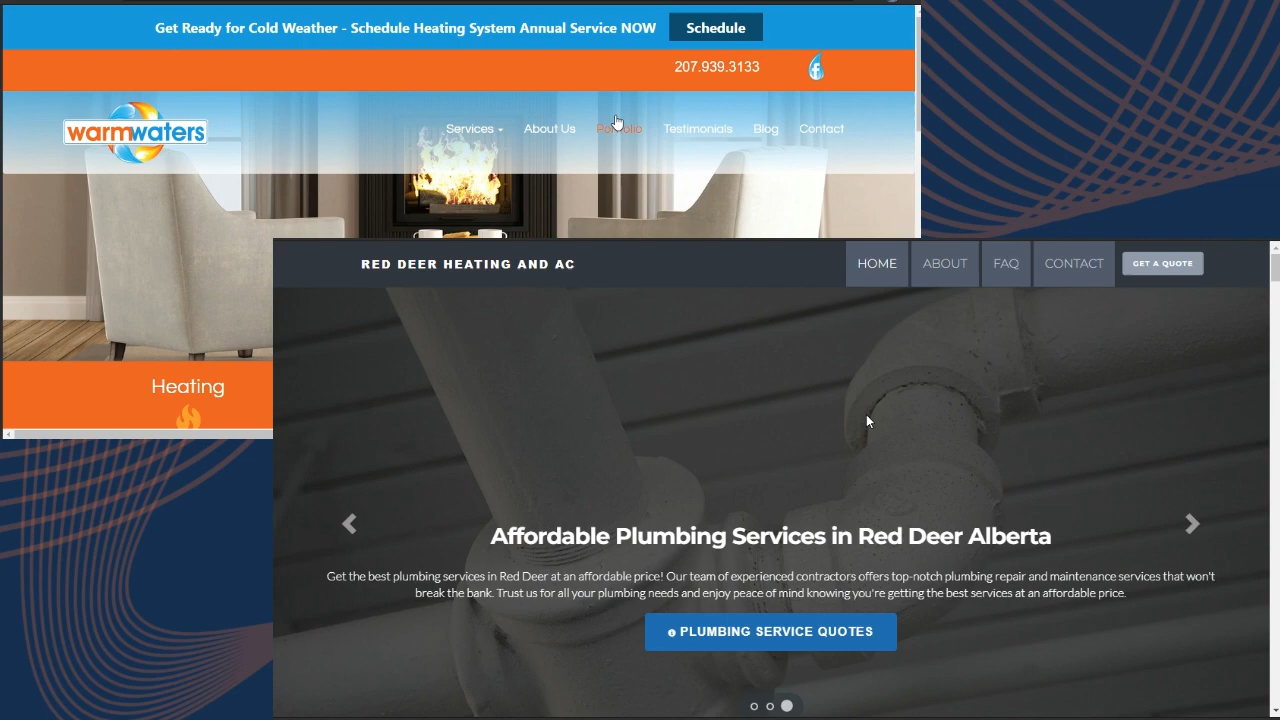 Get Ready for Cold Weather - Schedule Heating System Annual Service NOW Schedule
207.939.3133
warmwaters
Services About Us Portfolio Testimonials Blog Contact
Heating
RED DEER HEATING AND AC HOME ABOUT FAQ CONTACT GET A QUOTE
Affordable Plumbing Services in Red Deer Alberta
Get the best plumbing services in Red Deer at an affordable price! Our team of experienced contractors offers top-notch plumbing repair and maintenance services that won't
break the bank. Trust us for all your plumbing needs and enjoy peace of mind knowing you're getting the best services at an affordable price.
PLUMBING SERVICE QUOTES